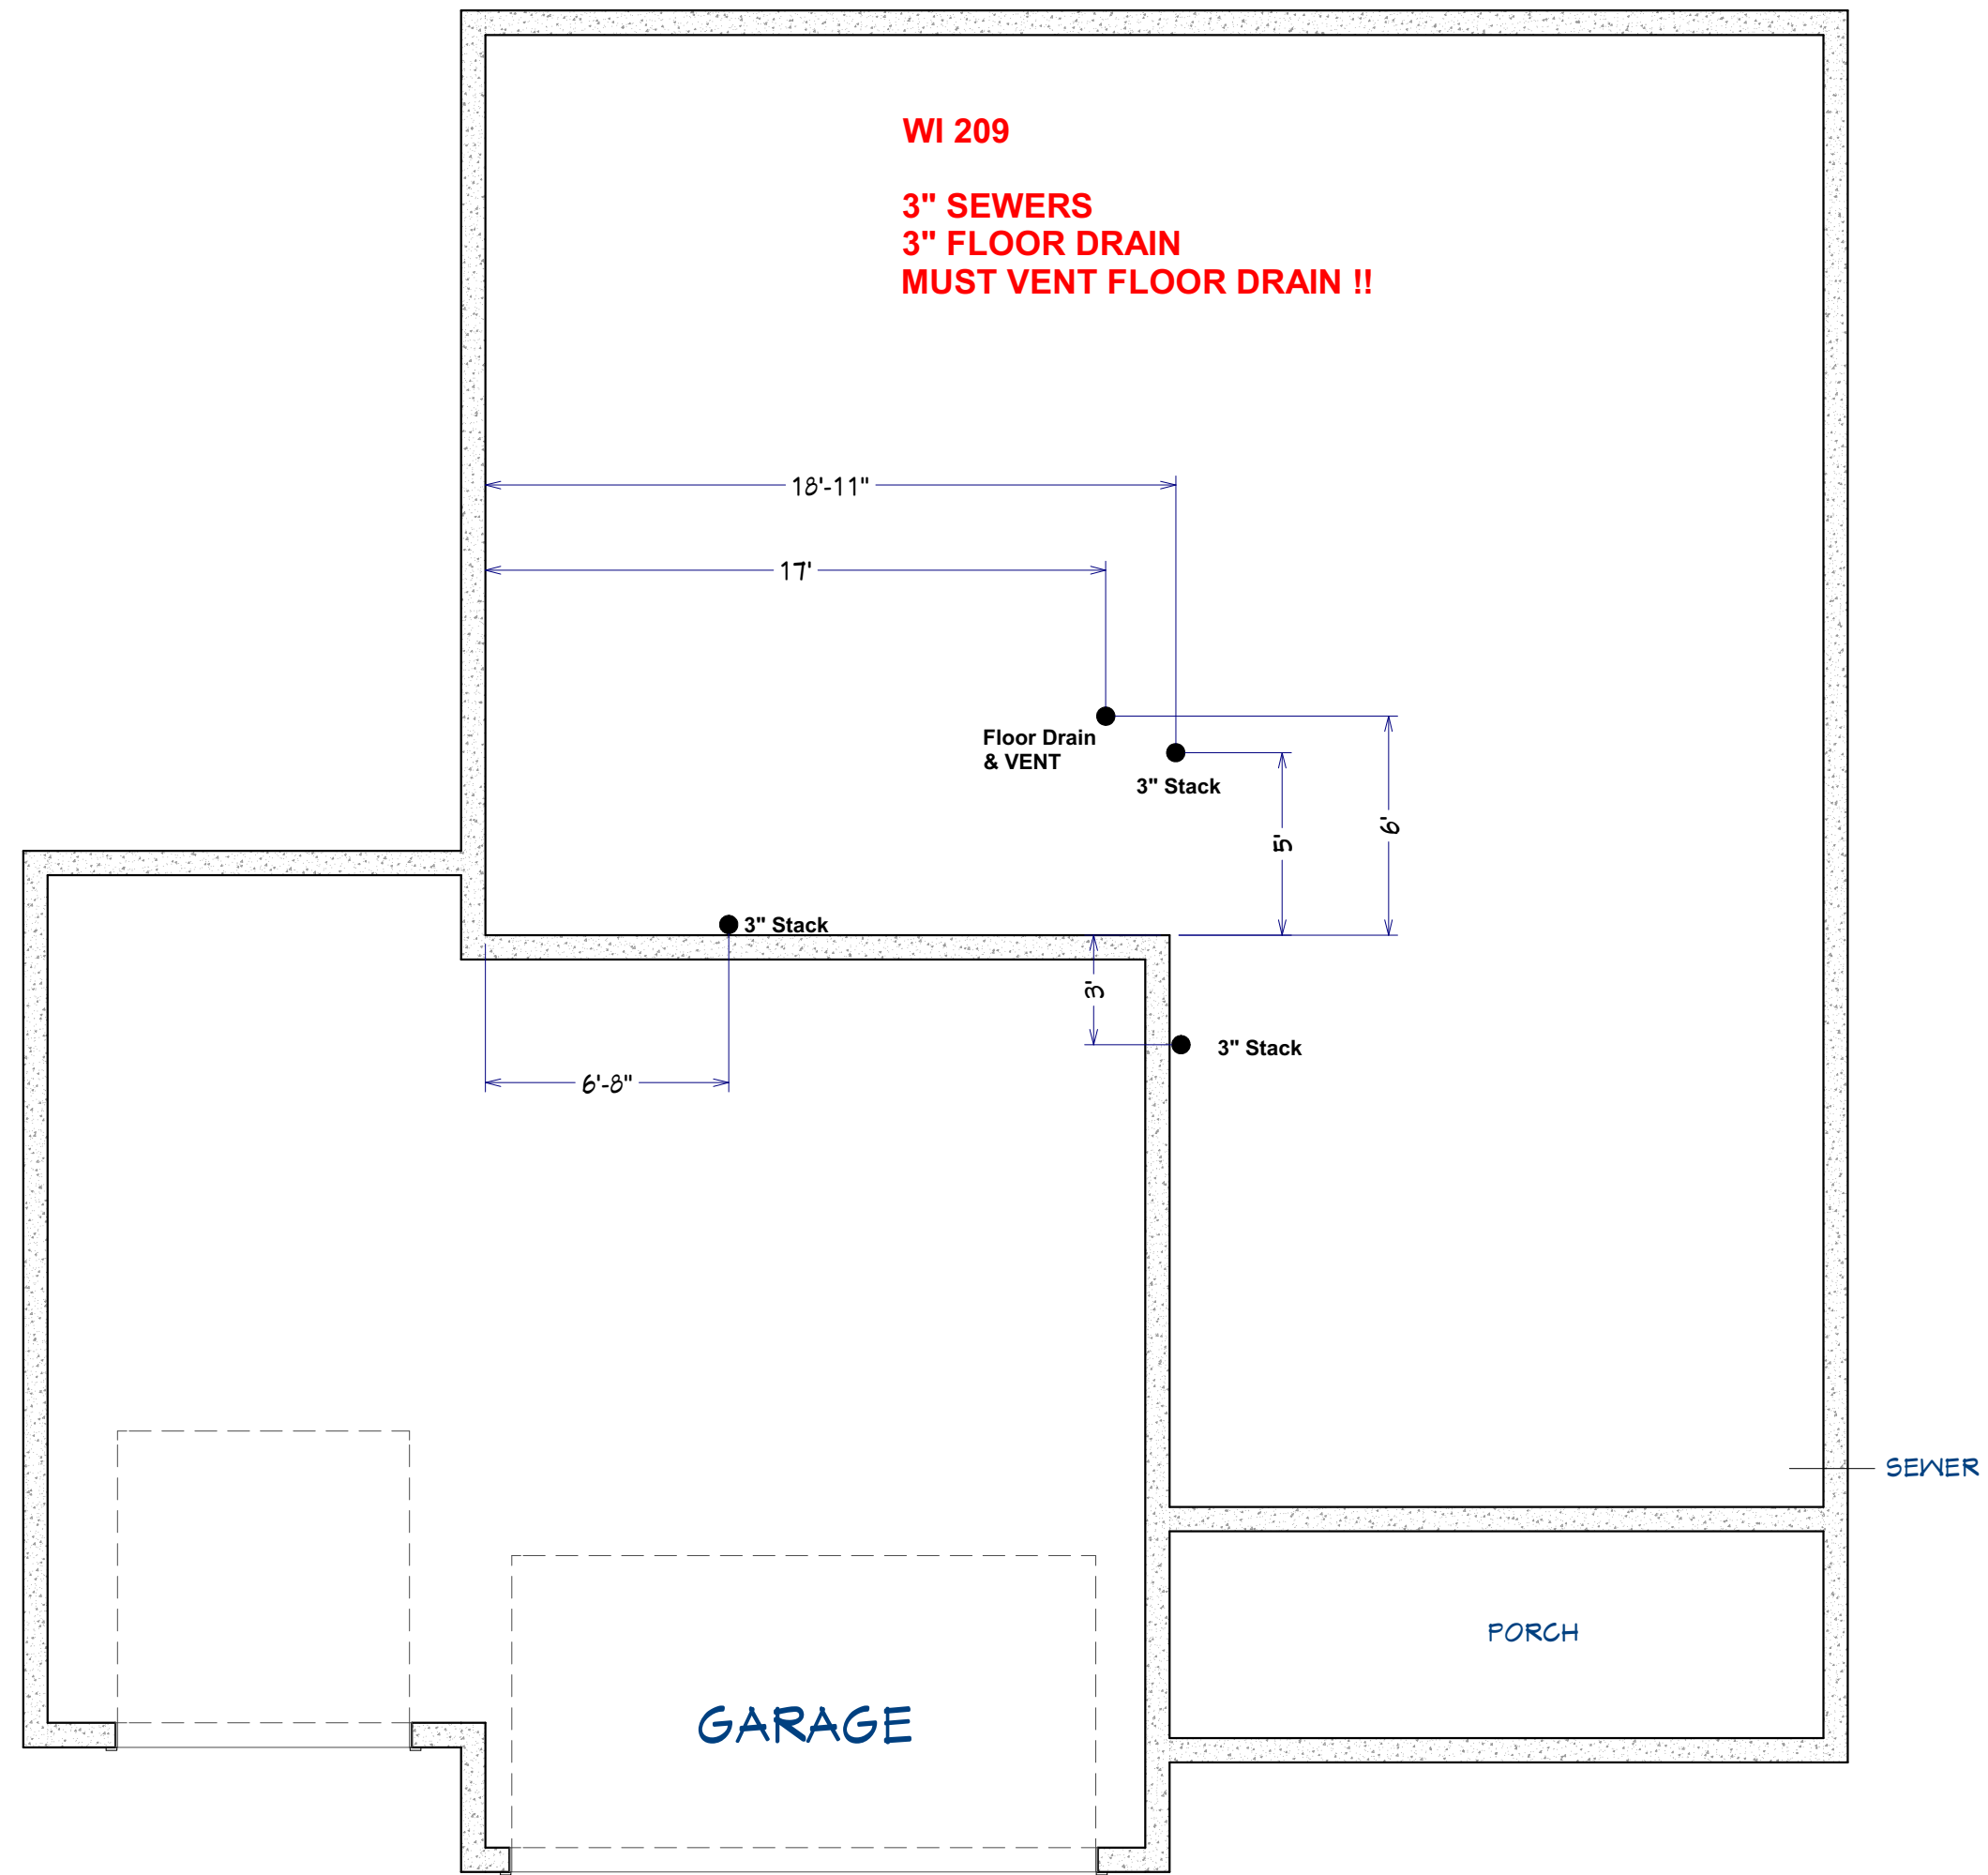 WI 209
3" SEWERS
3" FLOOR DRAIN
MUST VENT FLOOR DRAIN !!
18'-11"
17'
Floor Drain
& VENT
3" Stack
5'
6'
3" Stack
3'
3" Stack
6'-8"
SEWER
PORCH
GARAGE